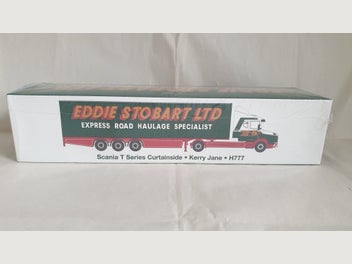 EDDIE STOBART LTD
EXPRESS ROAD HAULAGE SPECIALIST
Scania T Series Curtainside • Kerry Jane • H777